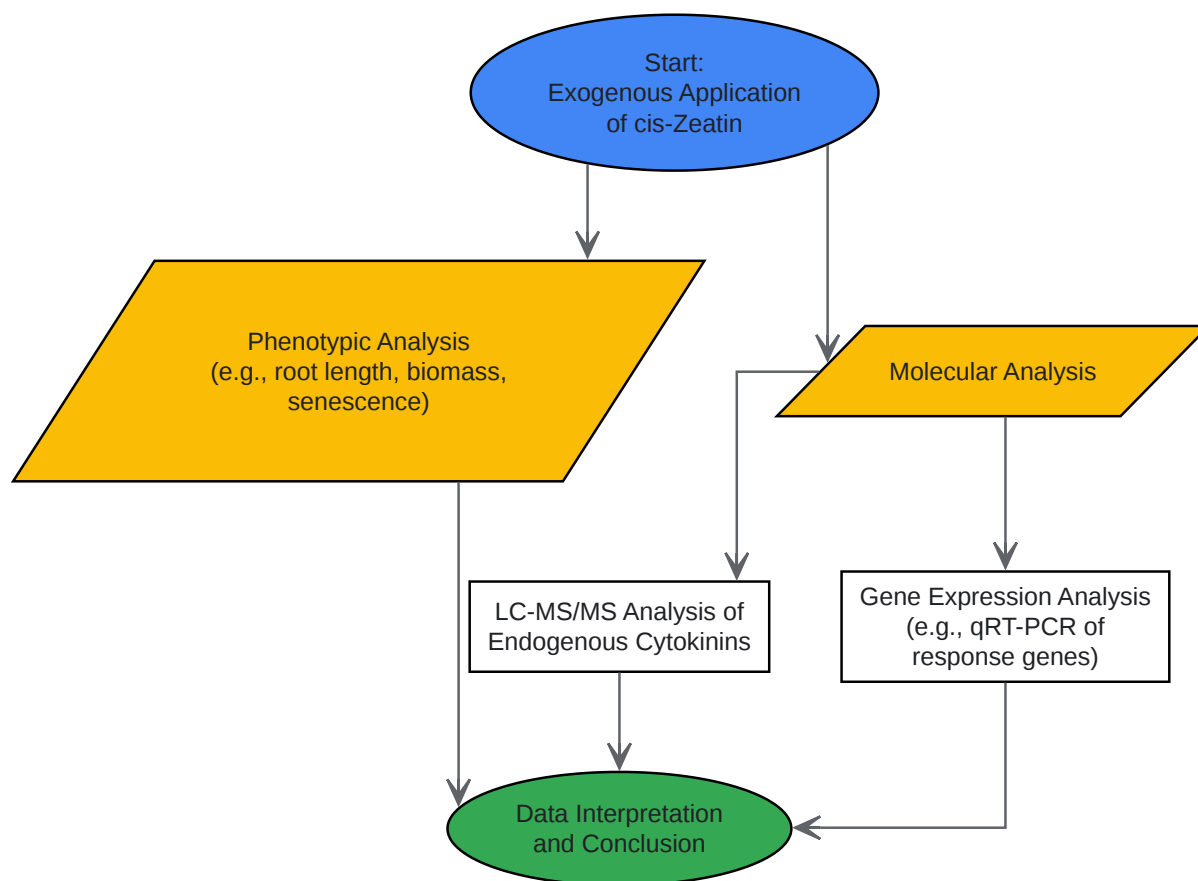 Start:
Exogenous Application
of cis-Zeatin
Phenotypic Analysis
(e.g., root length, biomass,
senescence)
Molecular Analysis
LC-MS/MS Analysis of
Endogenous Cytokinins
Gene Expression Analysis
(e.g., qRT-PCR of
response genes)
Data Interpretation
and Conclusion